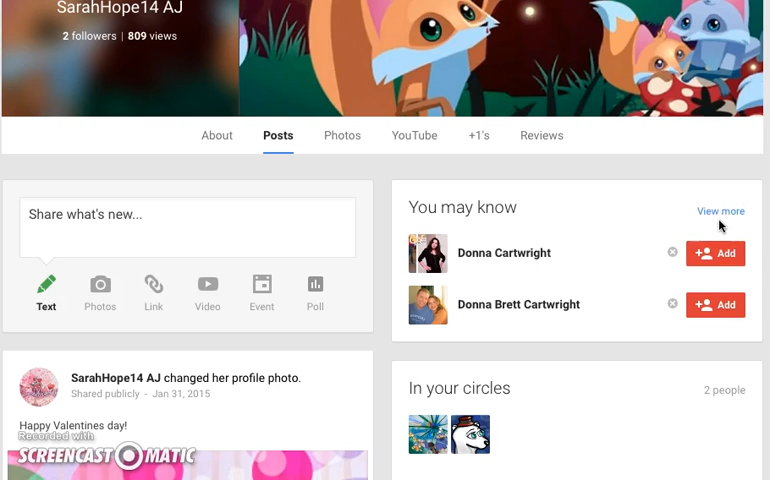 SarahHope14 AJ
2 followers | 809 views
About Posts Photos YouTube +1's Reviews
Share what's new...
Text Photos Link Video Event Poll
You may know
View more
Donna Cartwright
Add
Donna Brett Cartwright
Add
SarahHope14 AJ changed her profile photo.
Shared publicly - Jan 31, 2015
Happy Valentines day!
Recorded with
SCREENCAST-O-MATIC
In your circles
2 people